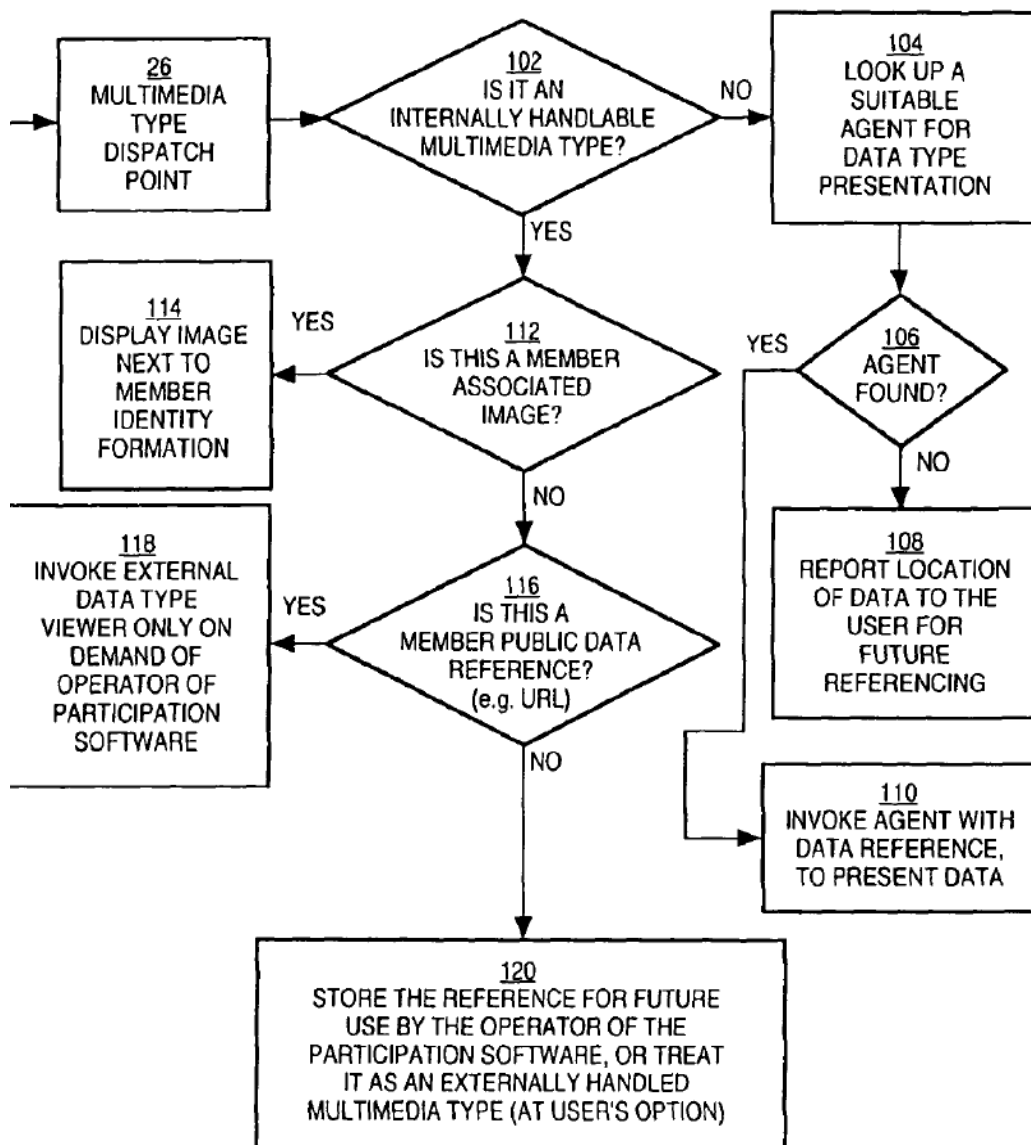 26
MULTIMEDIA
TYPE
DISPATCH
POINT
102
IS IT AN
INTERNALLY HANDLABLE
MULTIMEDIA TYPE?
NO
104
LOOK UP A
SUITABLE
AGENT FOR
DATA TYPE
PRESENTATION
YES
114
DISPLAY IMAGE
NEXT TO
MEMBER
IDENTITY
FORMATION
YES
112
IS THIS A MEMBER
ASSOCIATED
IMAGE?
YES
106
AGENT
FOUND?
NO
NO
118
INVOKE EXTERNAL
DATA TYPE
VIEWER ONLY ON
DEMAND OF
OPERATOR OF
PARTICIPATION
SOFTWARE
YES
116
IS THIS A
MEMBER PUBLIC DATA
REFERENCE?
(e.g. URL)
108
REPORT LOCATION
OF DATA TO THE
USER FOR
FUTURE
REFERENCING
NO
110
INVOKE AGENT WITH
DATA REFERENCE,
TO PRESENT DATA
120
STORE THE REFERENCE FOR FUTURE
USE BY THE OPERATOR OF THE
PARTICIPATION SOFTWARE, OR TREAT
IT AS AN EXTERNALLY HANDLED
MULTIMEDIA TYPE (AT USER'S OPTION)